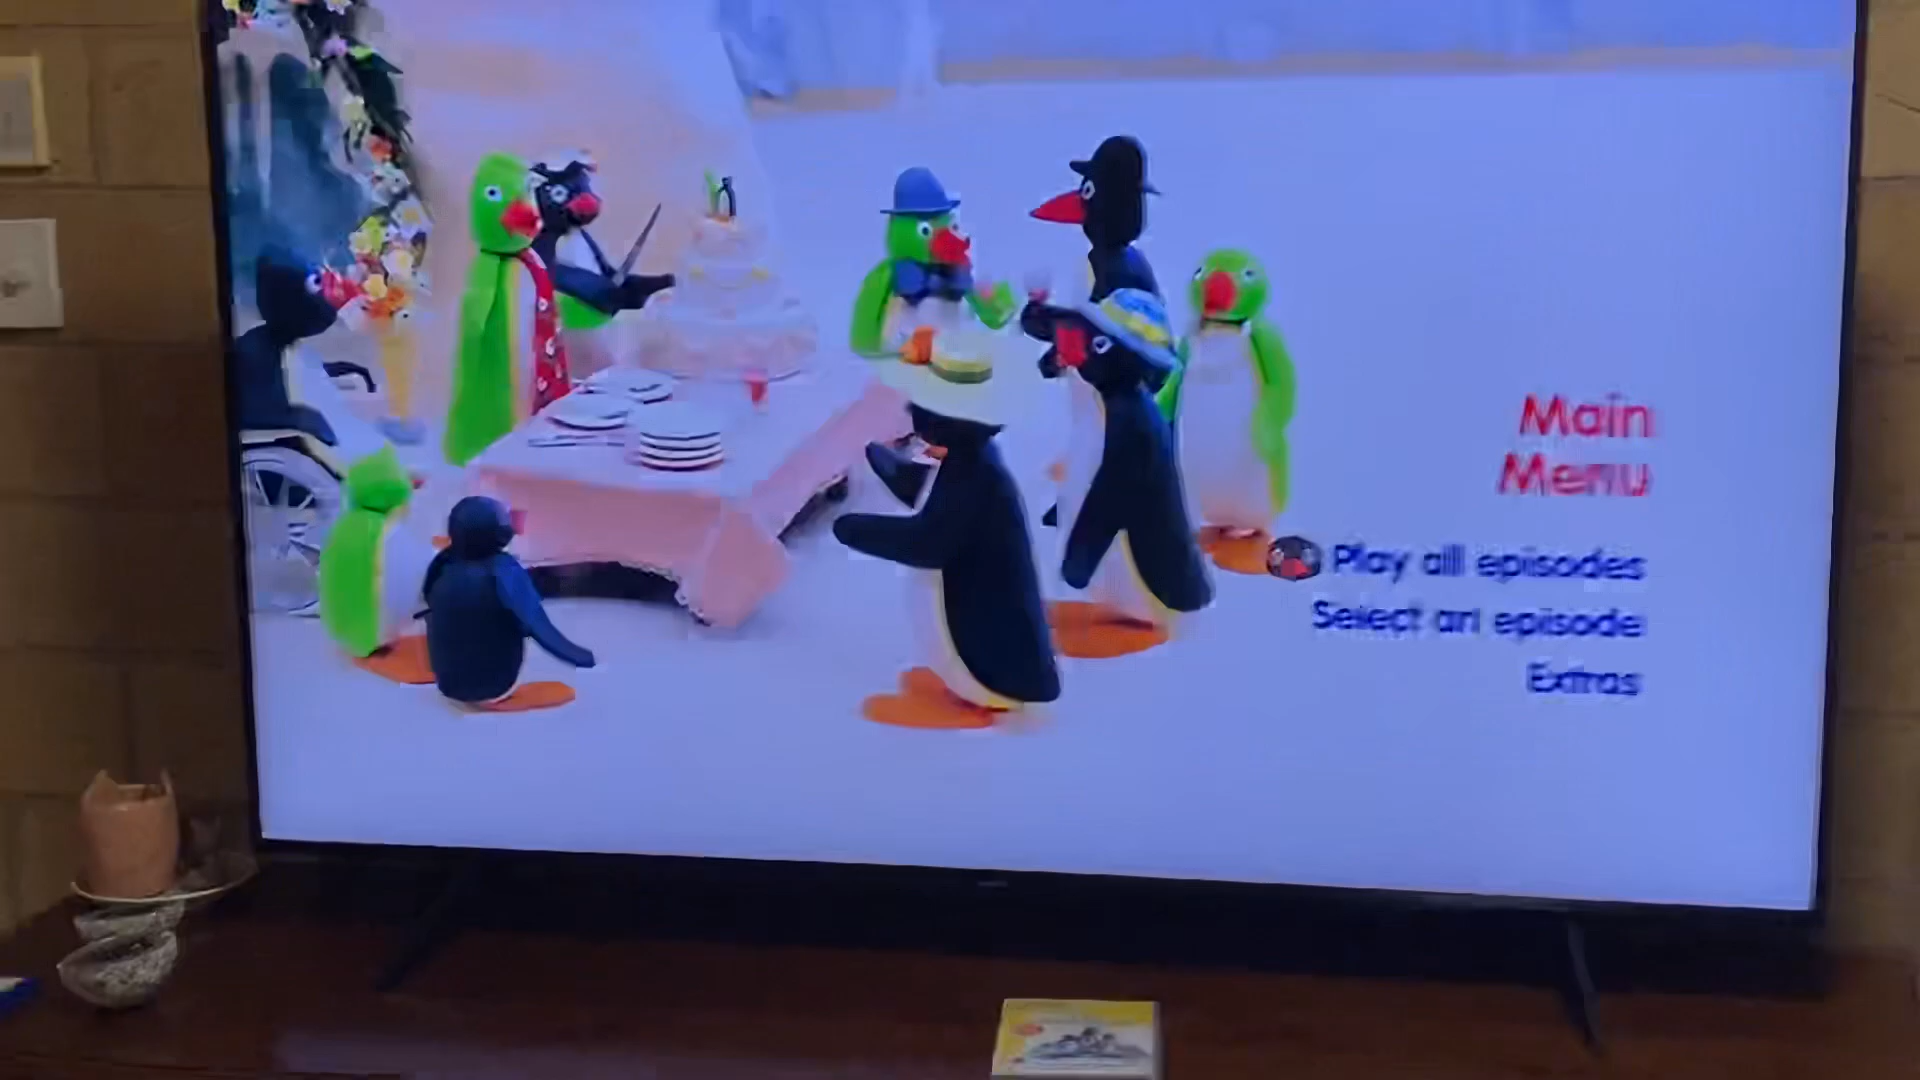 Main
Menu
Play all episodes
Select an episode
Extras